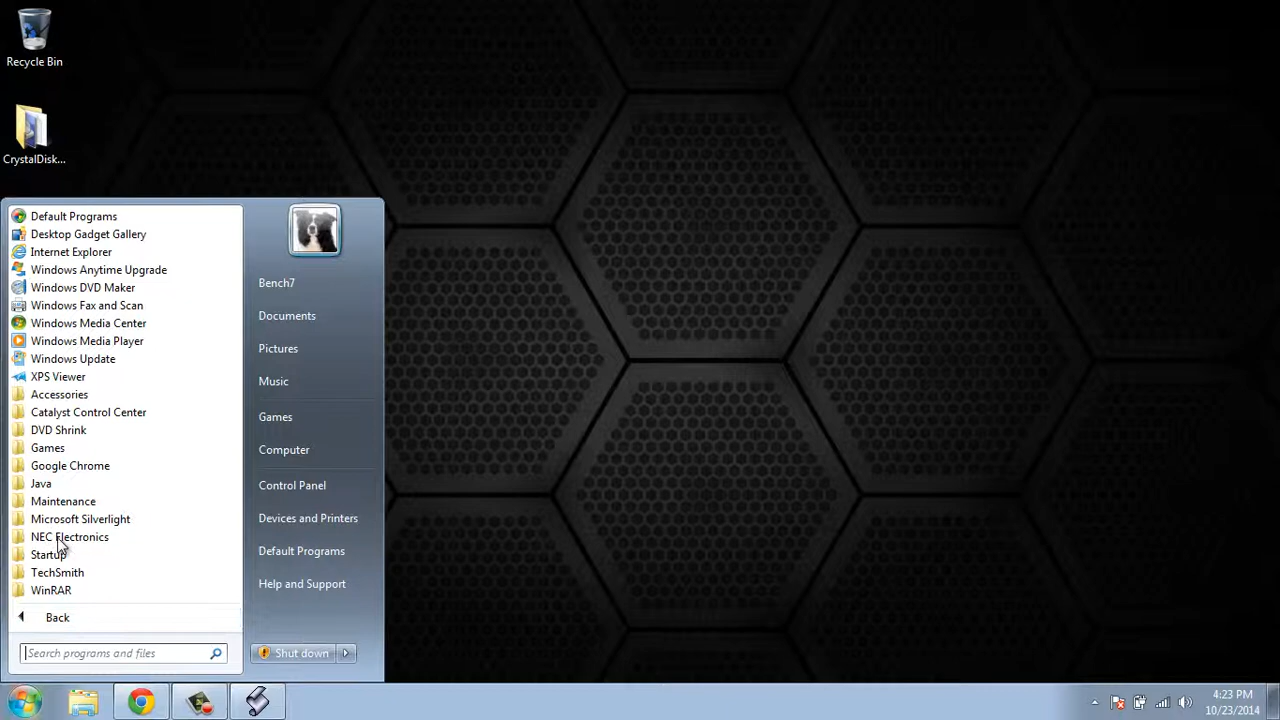 Recycle Bin
CrystalDisk...
Default Programs
Desktop Gadget Gallery
Internet Explorer
Windows Anytime Upgrade
Windows DVD Maker
Windows Fax and Scan
Windows Media Center
Windows Media Player
Windows Update
XPS Viewer
Accessories
Catalyst Control Center
DVD Shrink
Games
Google Chrome
Java
Maintenance
Microsoft Silverlight
NEC Electronics
Startup
TechSmith
WinRAR
Back
Search programs and files
Bench7
Documents
Pictures
Music
Games
Computer
Control Panel
Devices and Printers
Default Programs
Help and Support
Shut down
4:23 PM
10/23/2014